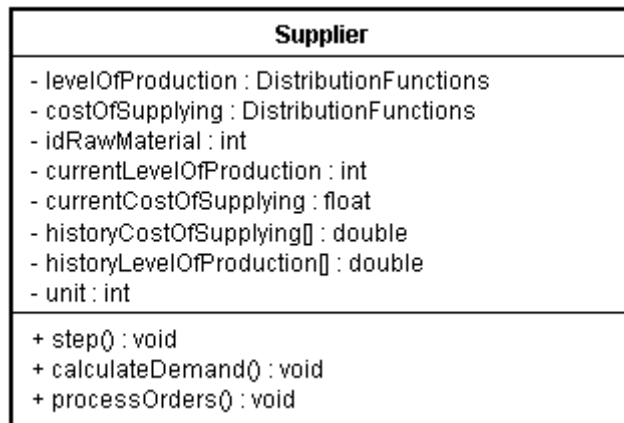 Supplier
- levelOfProduction : DistributionFunctions
- costOfSupplying : DistributionFunctions
- idRawMaterial : int
- currentLevelOfProduction : int
- currentCostOfSupplying : float
- historyCostOfSupplying[] : double
- historyLevelOfProduction[] : double
- unit : int
+ step() : void
+ calculateDemand() : void
+ processOrders() : void